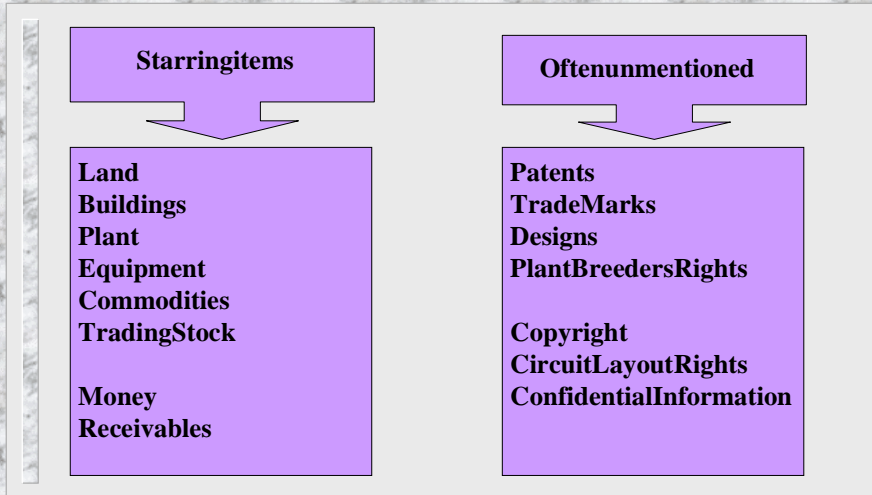 Starringitems
Land
Buildings
Plant
Equipment
Commodities
TradingStock
Money
Receivables
Oftenunmentioned
Patents
TradeMarks
Designs
PlantBreedersRights
Copyright
CircuitLayoutRights
ConfidentialInformation